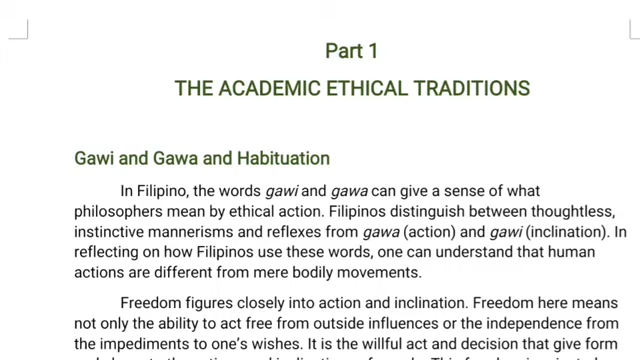 Part 1
THE ACADEMIC ETHICAL TRADITIONS
Gawi and Gawa and Habituation
In Filipino, the words gawi and gawa can give a sense of what
philosophers mean by ethical action. Filipinos distinguish between thoughtless,
instinctive mannerisms and reflexes from gawa (action) and gawi (inclination). In
reflecting on how Filipinos use these words, one can understand that human
actions are different from mere bodily movements.
Freedom figures closely into action and inclination. Freedom here means
not only the ability to act free from outside influences or the independence from
the impediments to one's wishes. It is the willful act and decision that give form